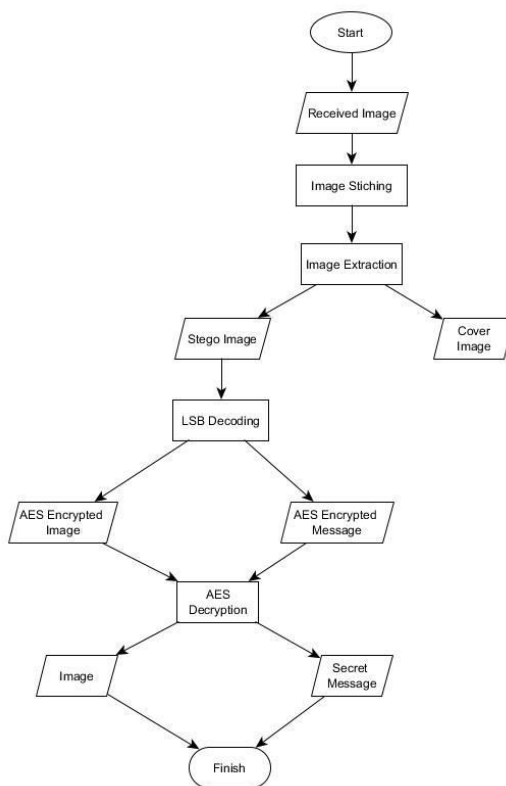 Start
Received Image
Image Stiching
Image Extraction
Stego Image
Cover
Image
LSB Decoding
AES Encrypted
Image
AES Encrypted
Message
AES
Decryption
Image
Secret
Message
Finish